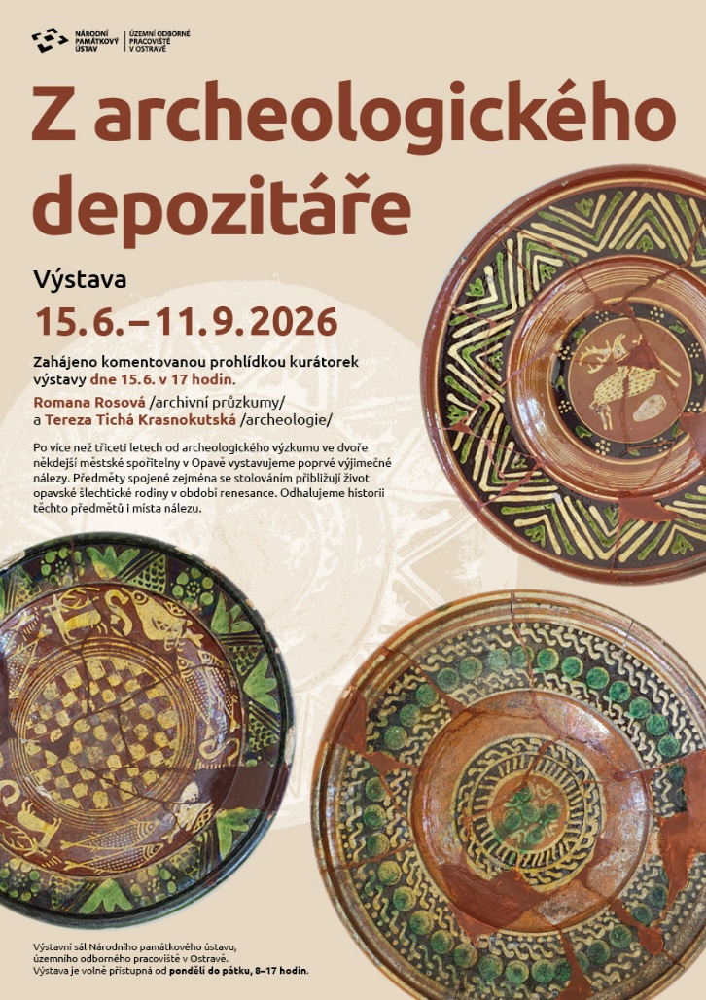 NÁRODNÍ
PAMÁTKOVÝ
ÚSTAV
ÚZEMNÍ ODBORNÉ
PRACOVIŠTĚ
V OSTRAVĚ
Z archeologického
depozitáře
Výstava
15. 6. – 11. 9. 2026
Zahájeno komentovanou prohlídkou kurátorek
výstavy dne 15. 6. v 17 hodin.
Romana Rosová /archivní průzkumy/
a Tereza Tichá Krasnokutská /archeologie/
Po více než třiceti letech od archeologického výzkumu ve dvoře
někdejší městské spořitelny v Opavě vystavujeme poprvé výjimečné
nálezy. Předměty spojené zejména se stolováním přibližují život
opavské šlechtické rodiny v období renesance. Odhalujeme historii
těchto předmětů i místa nálezu.
Výstavní sál Národního památkového ústavu,
územního odborného pracoviště v Ostravě.
Výstava je volně přístupná od pondělí do pátku, 8–17 hodin.